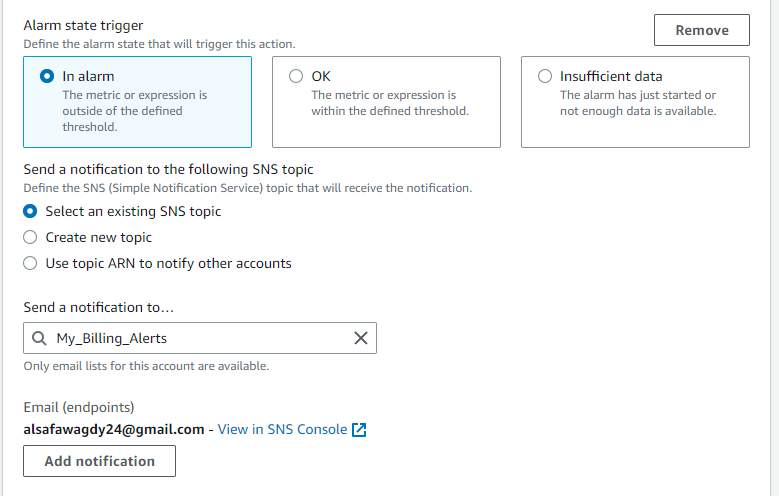 Alarm state trigger
Define the alarm state that will trigger this action.
Remove
In alarm
The metric or expression is
outside of the defined
threshold.
OK
The metric or expression is
within the defined threshold.
Insufficient data
The alarm has just started or
not enough data is available.
Send a notification to the following SNS topic
Define the SNS (Simple Notification Service) topic that will receive the notification.
Select an existing SNS topic
Create new topic
Use topic ARN to notify other accounts
Send a notification to…
My_Billing_Alerts
Only email lists for this account are available.
Email (endpoints)
alsafawagdy24@gmail.com - View in SNS Console
Add notification